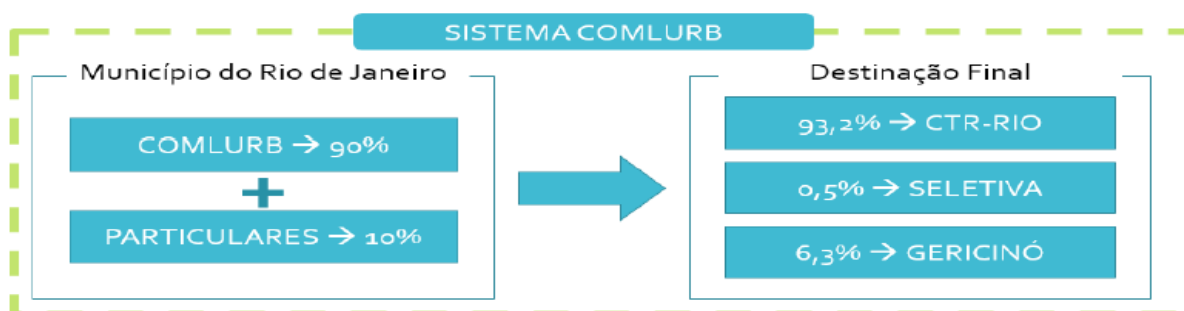 SISTEMA COMLURB
Município do Rio de Janeiro
COMLURB → 90%
+
PARTICULARES → 10%
Destinação Final
93,2% → CTR-RIO
0,5% → SELETIVA
6,3% → GERICINÓ